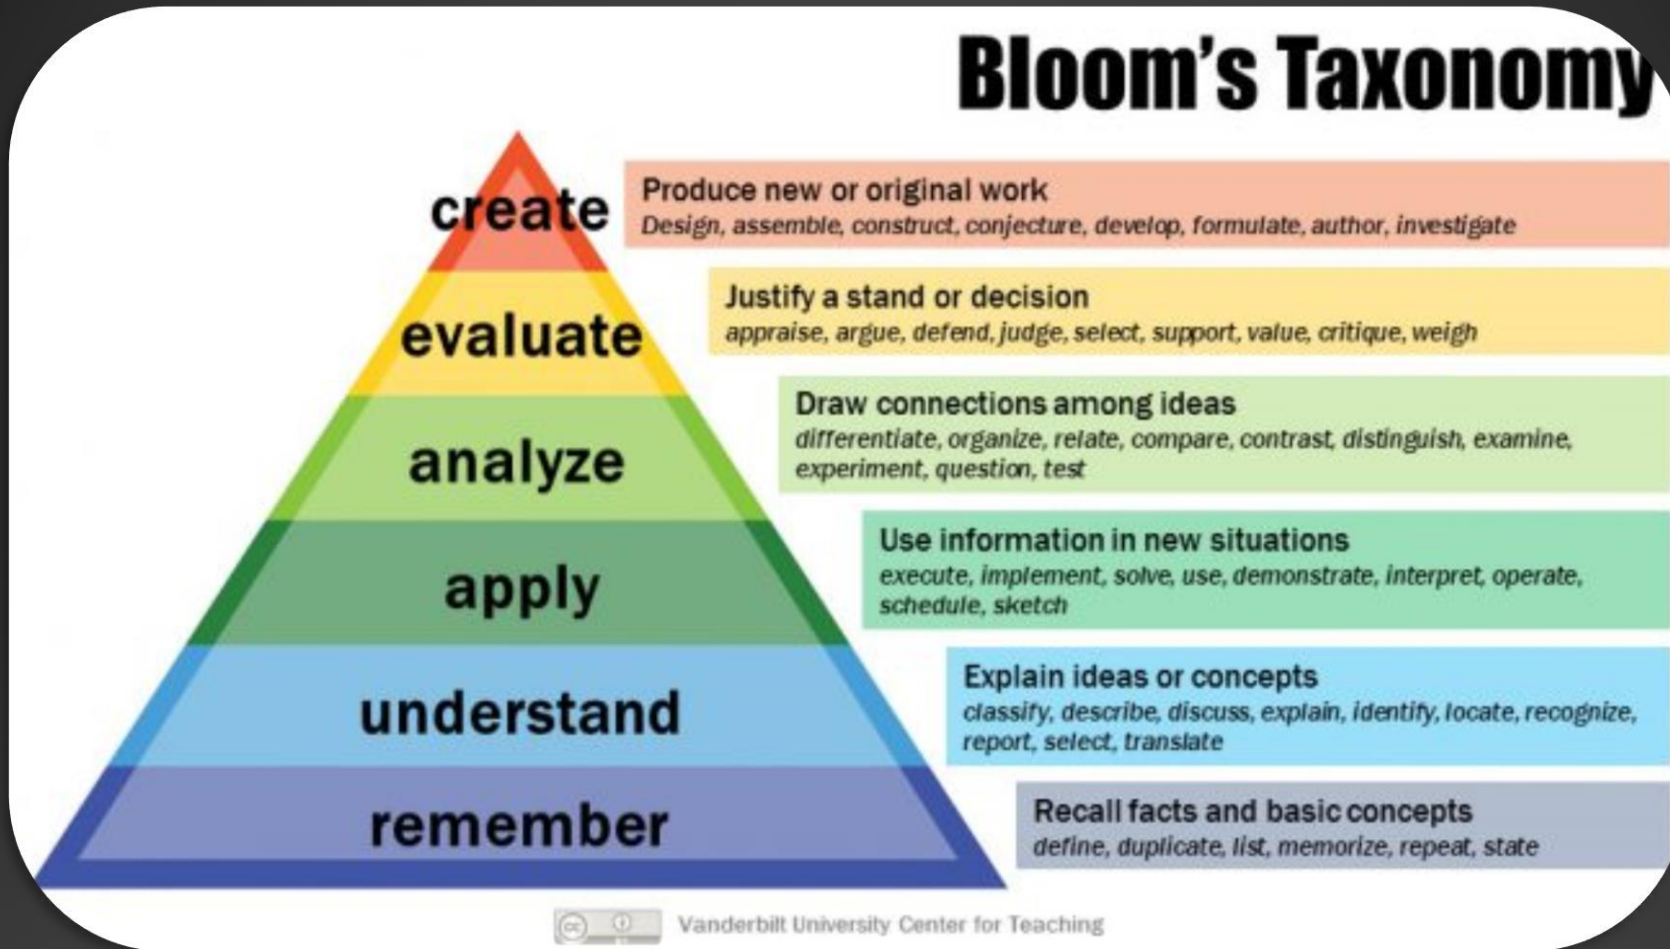 Bloom's Taxonomy
create
Produce new or original work
Design, assemble, construct, conjecture, develop, formulate, author, investigate
evaluate
Justify a stand or decision
appraise, argue, defend, judge, select, support, value, critique, weigh
analyze
Draw connections among ideas
differentiate, organize, relate, compare, contrast, distinguish, examine,
experiment, question, test
apply
Use information in new situations
execute, implement, solve, use, demonstrate, interpret, operate,
schedule, sketch
understand
Explain ideas or concepts
classify, describe, discuss, explain, identify, locate, recognize,
report, select, translate
remember
Recall facts and basic concepts
define, duplicate, list, memorize, repeat, state
cc
Vanderbilt University Center for Teaching